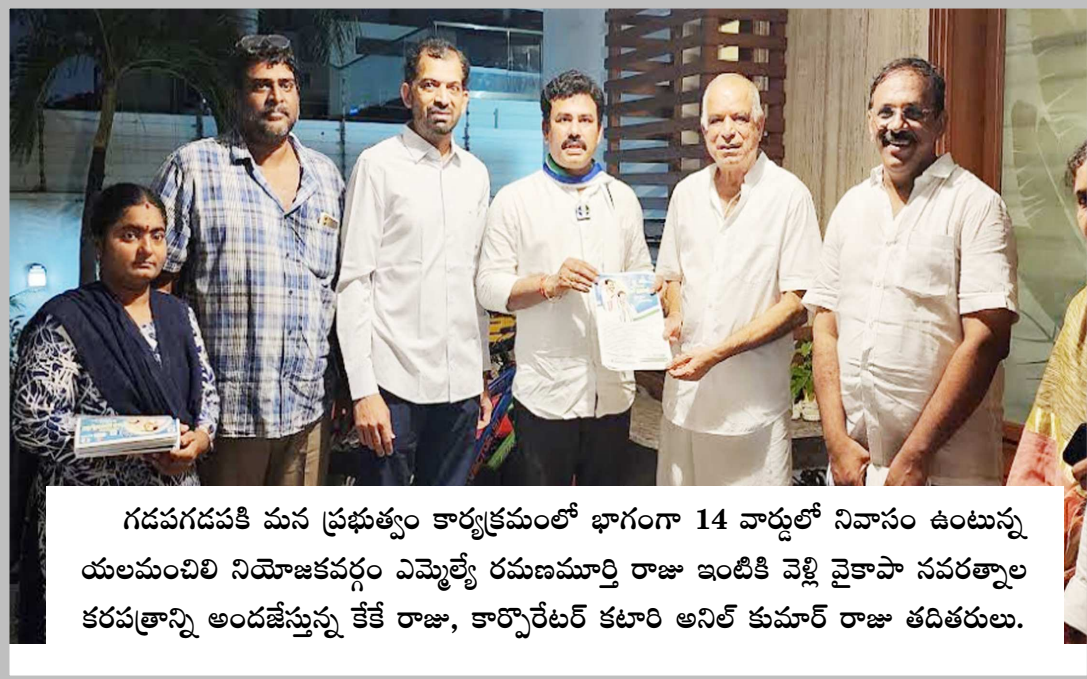 గడపగడపకి మన ప్రభుత్వం కార్యక్రమంలో భాగంగా 14 వార్డులో నివాసం ఉంటున్న
యలమంచిలి నియోజకవర్గం ఎమ్మెల్యే రమణమూర్తి రాజు ఇంటికి వెళ్లి వైకాపా నవరత్నాల
కరపత్రాన్ని అందజేస్తున్న కేకే రాజు, కార్పొరేటర్ కటారి అనిల్ కుమార్ రాజు తదితరులు.